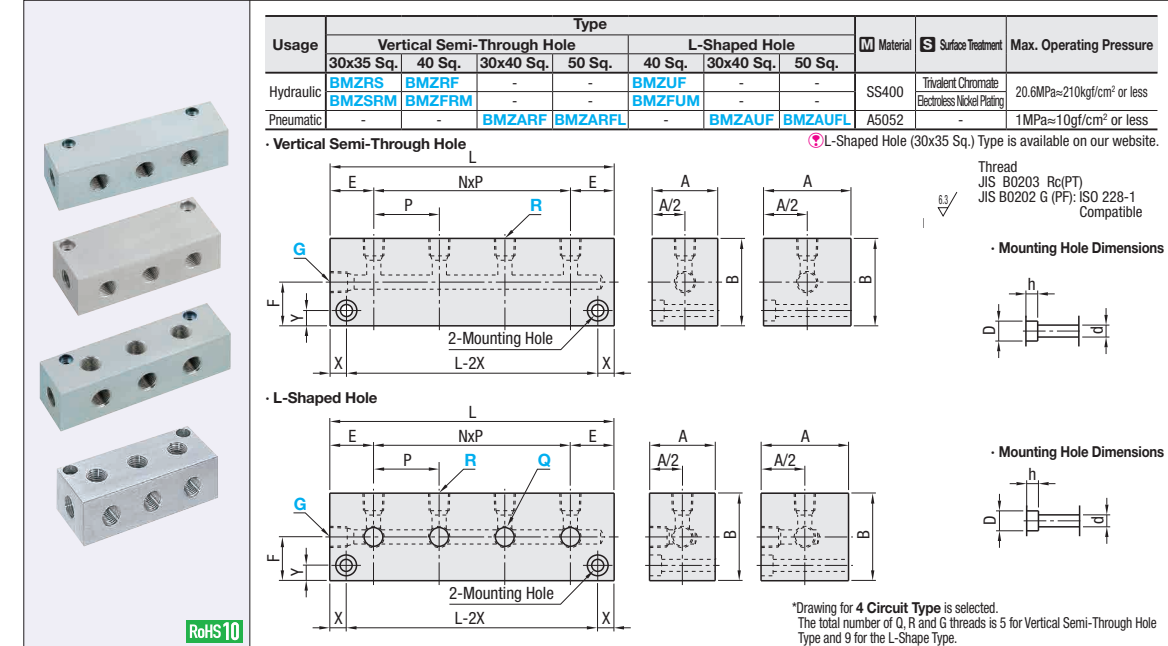 Usage Type M Material S Surface Treatment Max. Operating Pressure
Vertical Semi-Through Hole L-Shaped Hole
30x35 Sq. 40 Sq. 30x40 Sq. 50 Sq. 40 Sq. 30x40 Sq. 50 Sq.
Hydraulic BMZRS BMZRF - - BMZUF - - SS400 Trivalent Chromate 20.6MPa≈210kgf/cm² or less
BMZSRM BMZFRM - - BMZFUM - - Electroless Nickel Plating
Pneumatic - - BMZARF BMZARFL - BMZAUF BMZAUFL A5052 - 1MPa≈10gf/cm² or less
L-Shaped Hole (30x35 Sq.) Type is available on our website.
· Vertical Semi-Through Hole
L
E NxP E
P R
G
F
Y
2-Mounting Hole
X L-2X X
A
A/2
B
A
A/2
B
6.3
Thread
JIS B0203 Rc(PT)
JIS B0202 G (PF): ISO 228-1
Compatible
· Mounting Hole Dimensions
h
D d
· L-Shaped Hole
L
E NxP E
P R Q
G
F
Y
2-Mounting Hole
X L-2X X
A
A/2
B
A
A/2
B
· Mounting Hole Dimensions
h
D d
*Drawing for 4 Circuit Type is selected.
The total number of Q, R and G threads is 5 for Vertical Semi-Through Hole
Type and 9 for the L-Shape Type.
RoHS10